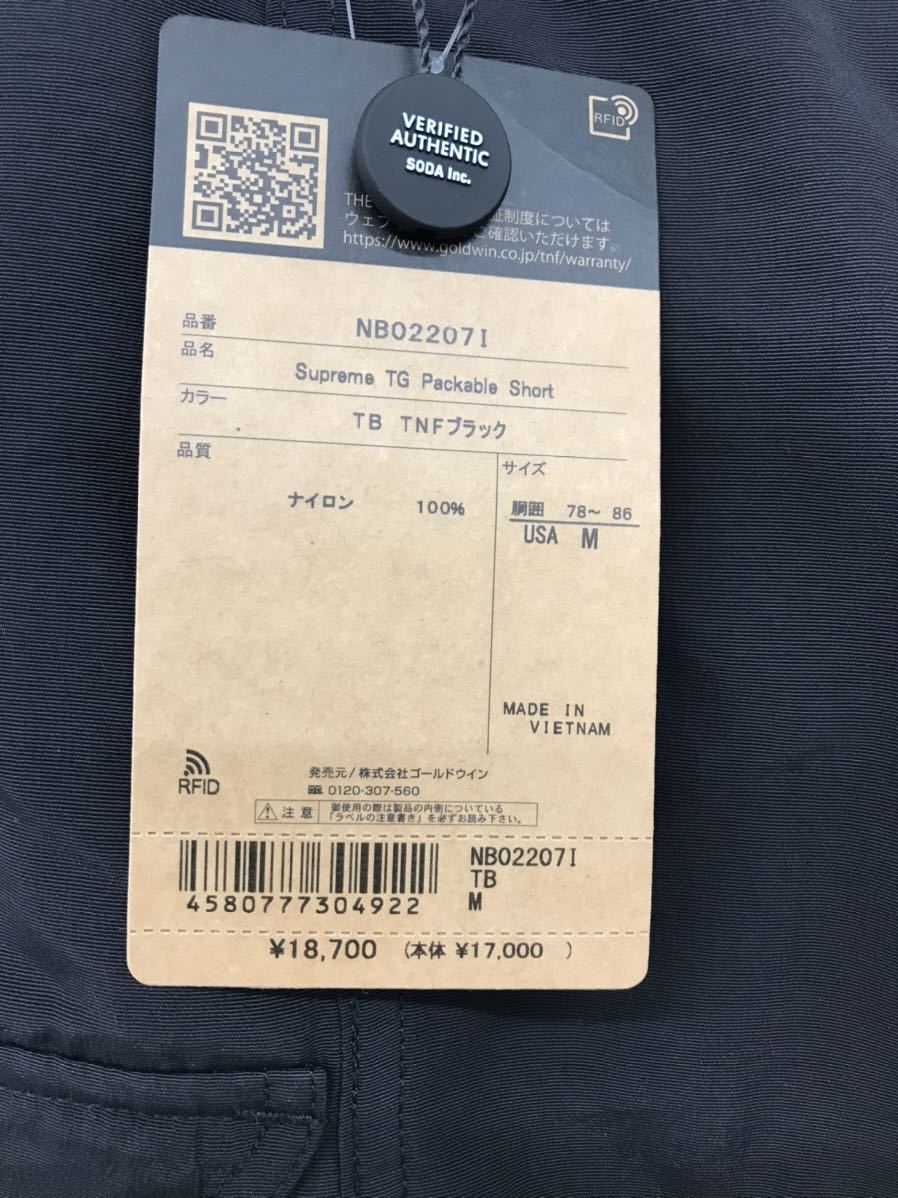 VERIFIED
AUTHENTIC
SODA Inc.
RFID
THE 証制度については
ウェブ ご確認いただけます。
https://www.goldwin.co.jp/tnf/warranty/
品番 NB02207I
品名
Supreme TG Packable Short
カラー
TB TNFブラック
品質
サイズ
ナイロン 100%
胴囲 78~ 86
USA M
MADE IN
VIETNAM
RFID
発売元/株式会社ゴールドウイン
0120-307-560
注意
御使用の際は製品の内側についている
「ラベルの注意書き」を必ずお読み下さい。
4580777304922
NB02207I
TB
M
¥18,700 (本体 ¥17,000 )